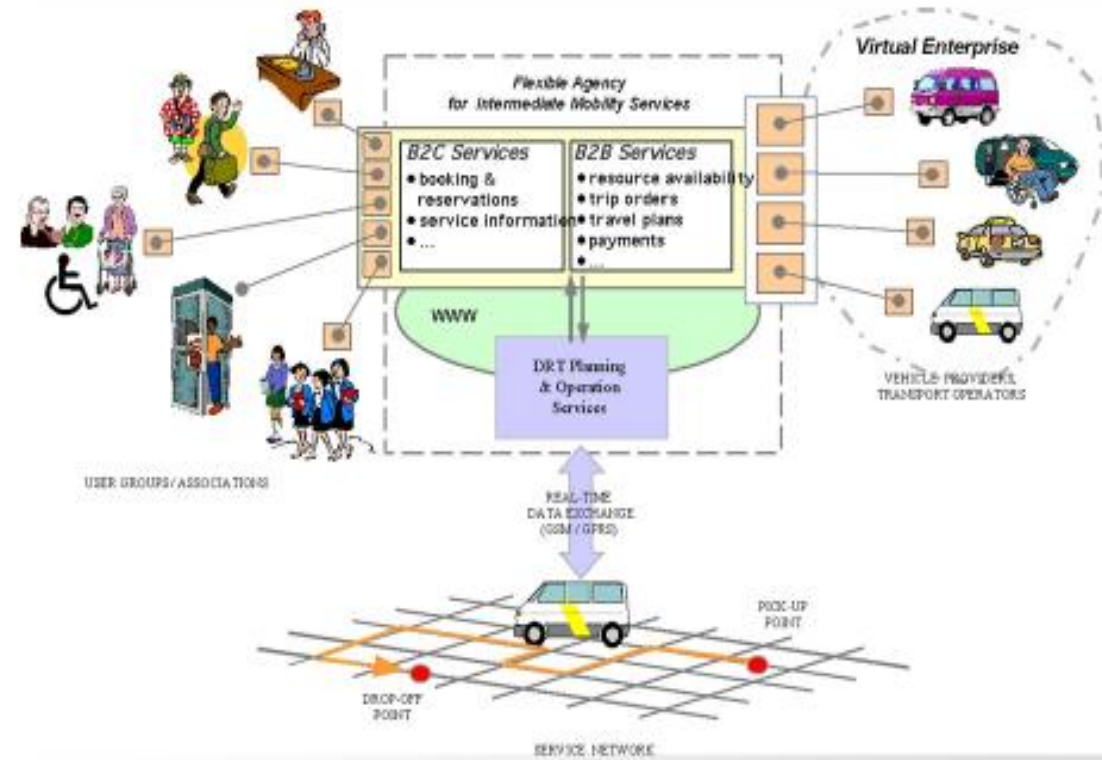 Virtual Enterprise
Flexible Agency
for Intermediate Mobility Services
B2C Services
• booking &
reservations
• service information
• ...
B2B Services
• resource availability
• trip orders
• travel plans
• payments
• ...
WWW
DRT Planning
& Operation
Services
VEHICLE PROVIDERS,
TRANSPORT OPERATORS
USER GROUPS / ASSOCIATIONS
REAL-TIME
DATA EXCHANGE
(GSM / GPRS)
PICK-UP
POINT
DROP-OFF
POINT
SERVICE NETWORK